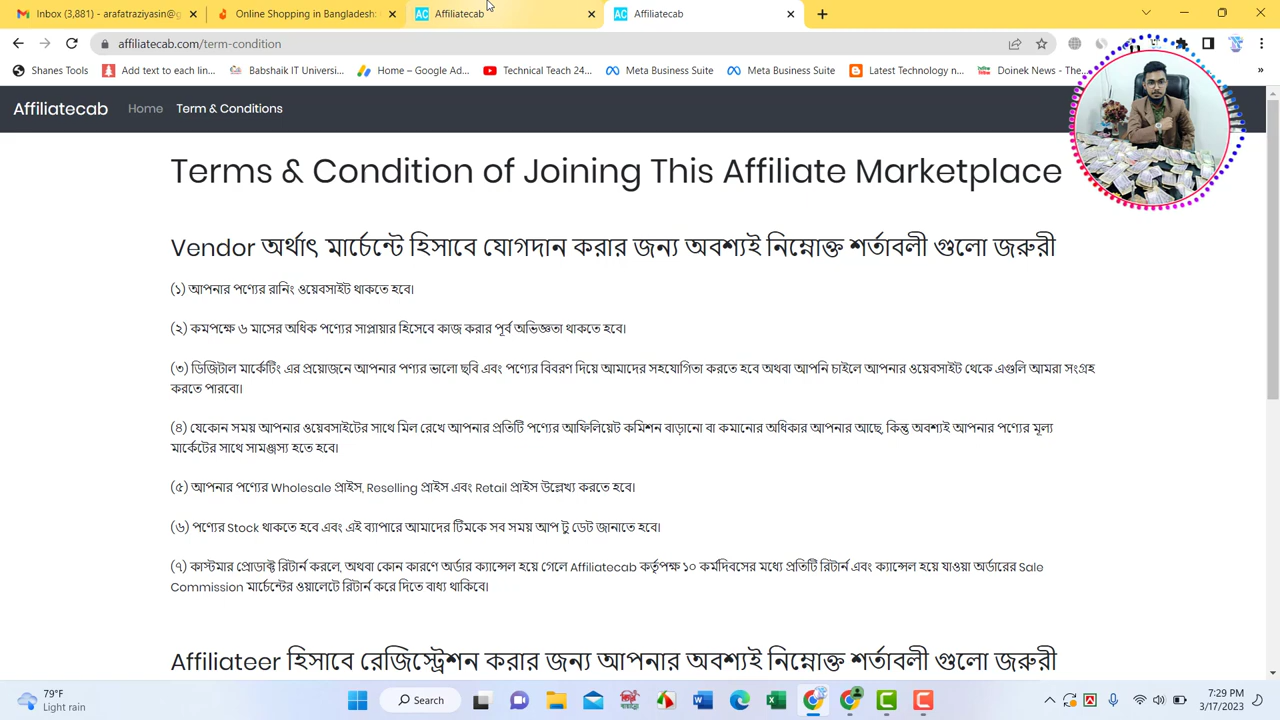 Inbox (3,881) - arafatraziyasin@g
Online Shopping in Bangladesh:
AC Affiliatecab
AC Affiliatecab
affiliatecab.com/term-condition
Shanes Tools
Add text to each lin...
Babshaik IT Universi...
Home – Google Ad...
Technical Teach 24...
Meta Business Suite
Meta Business Suite
Latest Technology n...
Doinek News - The...
Affiliatecab Home Term & Conditions
Terms & Condition of Joining This Affiliate Marketplace
Vendor অর্থাৎ মার্চেন্টে হিসাবে যোগদান করার জন্য অবশ্যই নিম্নোক্ত শর্তাবলী গুলো জরুরী
(১) আপনার পণ্যের রানিং ওয়েবসাইট থাকতে হবে।
(২) কমপক্ষে ৬ মাসের অধিক পণ্যের সাপ্লায়ার হিসেবে কাজ করার পূর্ব অভিজ্ঞতা থাকতে হবে।
(৩) ডিজিটাল মার্কেটিং এর প্রয়োজনে আপনার পণ্যর ভালো ছবি এবং পণ্যের বিবরণ দিয়ে আমাদের সহযোগিতা করতে হবে অথবা আপনি চাইলে আপনার ওয়েবসাইট থেকে এগুলি আমরা সংগ্রহ
করতে পারবো।
(৪) যেকোন সময় আপনার ওয়েবসাইটের সাথে মিল রেখে আপনার প্রতিটি পণ্যের আফিলিয়েট কমিশন বাড়ানো বা কমানোর অধিকার আপনার আছে, কিন্তু অবশ্যই আপনার পণ্যের মূল্য
মার্কেটের সাথে সামঞ্জস্য হতে হবে।
(৫) আপনার পণ্যের Wholesale প্রাইস, Reselling প্রাইস এবং Retail প্রাইস উল্লেখ্য করতে হবে।
(৬) পণ্যের Stock থাকতে হবে এবং এই ব্যাপারে আমাদের টিমকে সব সময় আপ টু ডেট জানাতে হবে।
(৭) কাস্টমার প্রোডাক্ট রিটার্ন করলে, অথবা কোন কারণে অর্ডার ক্যান্সেল হয়ে গেলে Affiliatecab কর্তৃপক্ষ ১০ কর্মদিবসের মধ্যে প্রতিটি রিটার্ন এবং ক্যান্সেল হয়ে যাওয়া অর্ডারের Sale
Commission মার্চেন্টের ওয়ালেটে রিটার্ন করে দিতে বাধ্য থাকিবে।
Affiliateer হিসাবে রেজিস্ট্রেশন করার জন্য আপনার অবশ্যই নিম্নোক্ত শর্তাবলী গুলো জরুরী
79°F
Light rain
Search
7:29 PM
3/17/2023